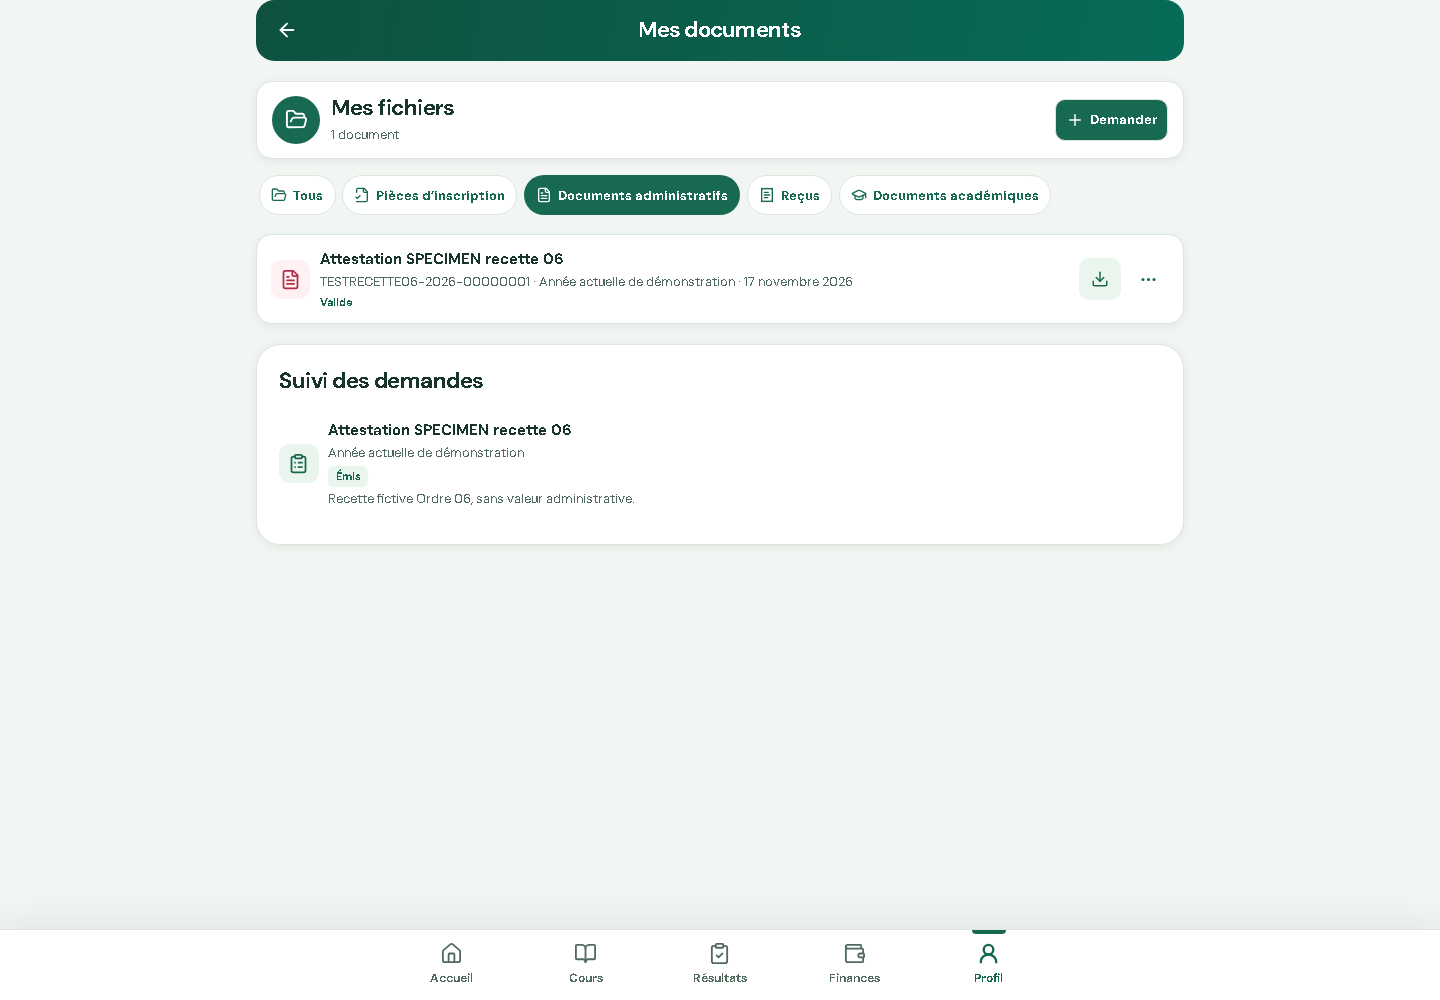 Mes documents
Mes fichiers
1 document
Demander
Tous
Pièces d'inscription
Documents administratifs
Reçus
Documents académiques
Attestation SPECIMEN recette 06
TESTRECETTE06-2026-00000001 · Année actuelle de démonstration · 17 novembre 2026
Valide
Suivi des demandes
Attestation SPECIMEN recette 06
Année actuelle de démonstration
Émis
Recette fictive Ordre 06, sans valeur administrative.
Accueil
Cours
Résultats
Finances
Profil